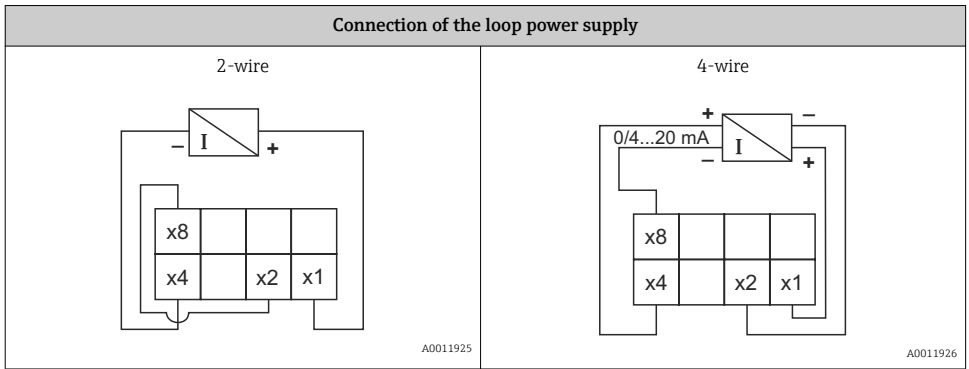 Connection of the loop power supply
2-wire
I
– +
x8
x4 x2 x1
A0011925
4-wire
+ –
0/4...20 mA I
– +
x8
x4 x2 x1
A0011926